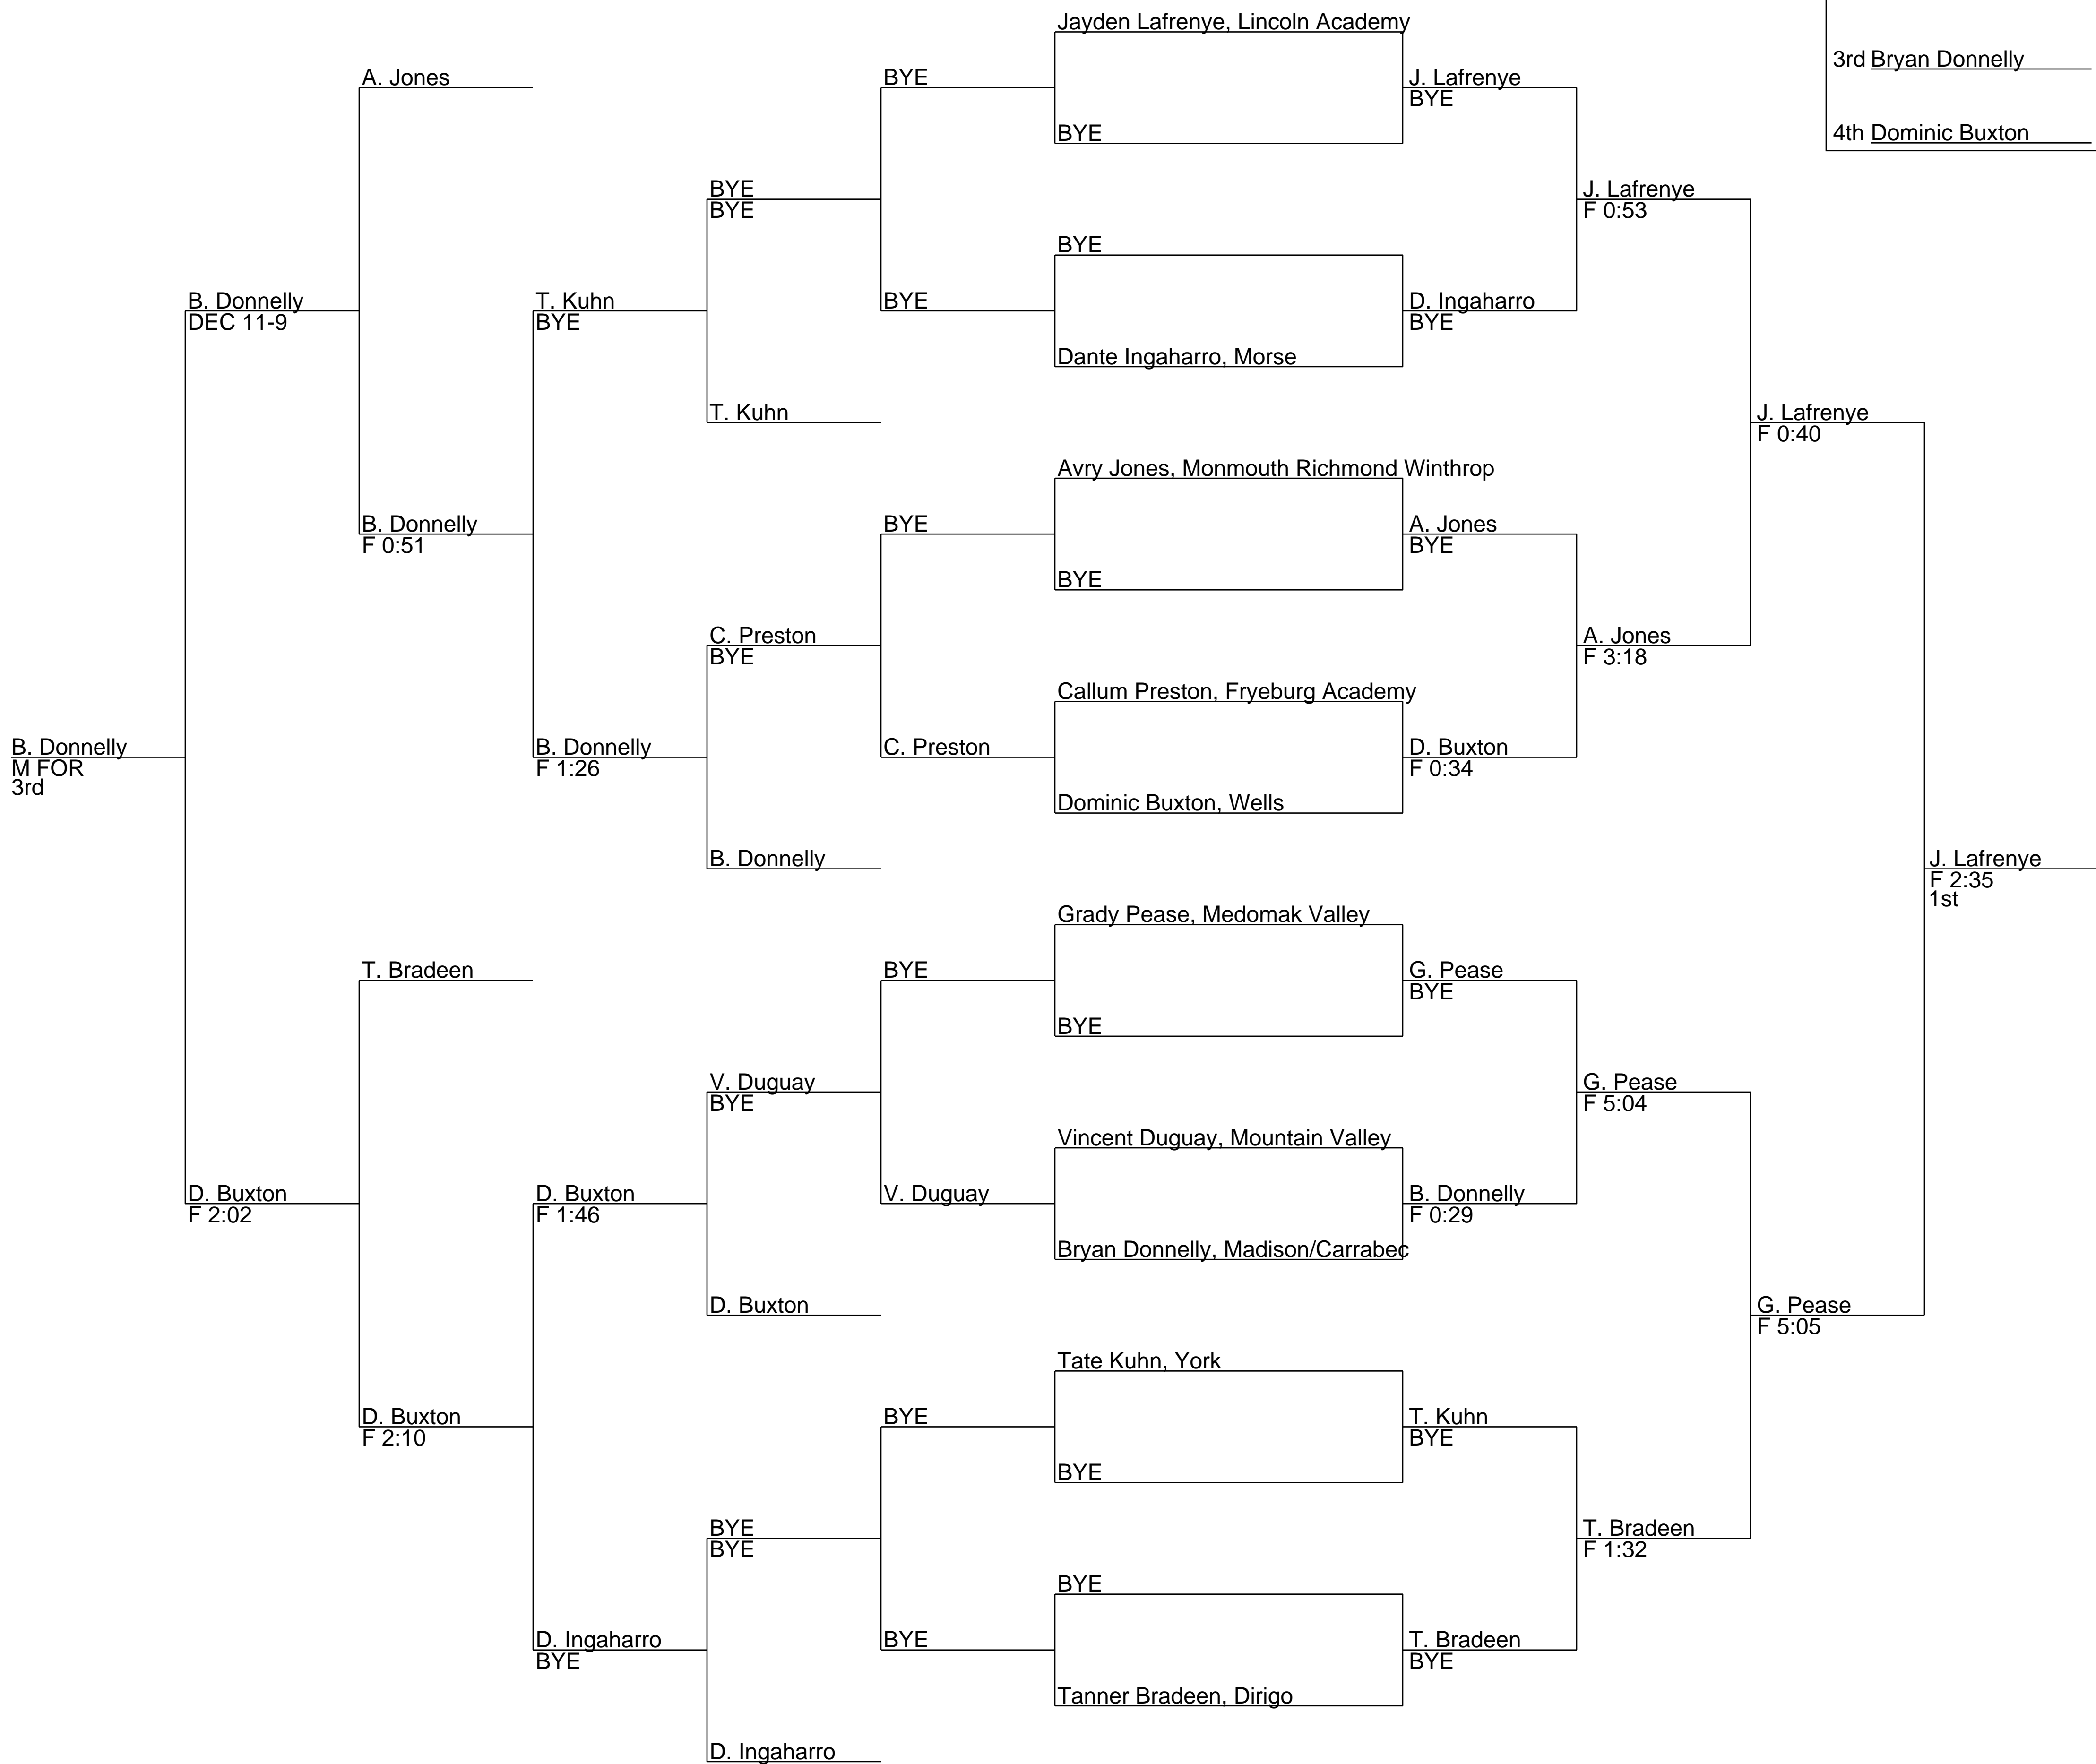 Jayden Lafrenye, Lincoln Academy
3rd Bryan Donnelly
A. Jones
BYE
J. Lafrenye
BYE
BYE
4th Dominic Buxton
BYE
BYE
J. Lafrenye
F 0:53
BYE
B. Donnelly
DEC 11-9
T. Kuhn
BYE
BYE
D. Ingaharro
BYE
Dante Ingaharro, Morse
T. Kuhn
J. Lafrenye
F 0:40
Avry Jones, Monmouth Richmond Winthrop
B. Donnelly
F 0:51
BYE
A. Jones
BYE
BYE
C. Preston
BYE
A. Jones
F 3:18
Callum Preston, Fryeburg Academy
B. Donnelly
M FOR
3rd
B. Donnelly
F 1:26
C. Preston
D. Buxton
F 0:34
Dominic Buxton, Wells
B. Donnelly
J. Lafrenye
F 2:35
1st
Grady Pease, Medomak Valley
T. Bradeen
BYE
G. Pease
BYE
BYE
V. Duguay
BYE
G. Pease
F 5:04
Vincent Duguay, Mountain Valley
D. Buxton
F 2:02
D. Buxton
F 1:46
V. Duguay
B. Donnelly
F 0:29
Bryan Donnelly, Madison/Carrabec
D. Buxton
G. Pease
F 5:05
Tate Kuhn, York
D. Buxton
F 2:10
BYE
T. Kuhn
BYE
BYE
BYE
BYE
T. Bradeen
F 1:32
BYE
D. Ingaharro
BYE
BYE
T. Bradeen
BYE
Tanner Bradeen, Dirigo
D. Ingaharro